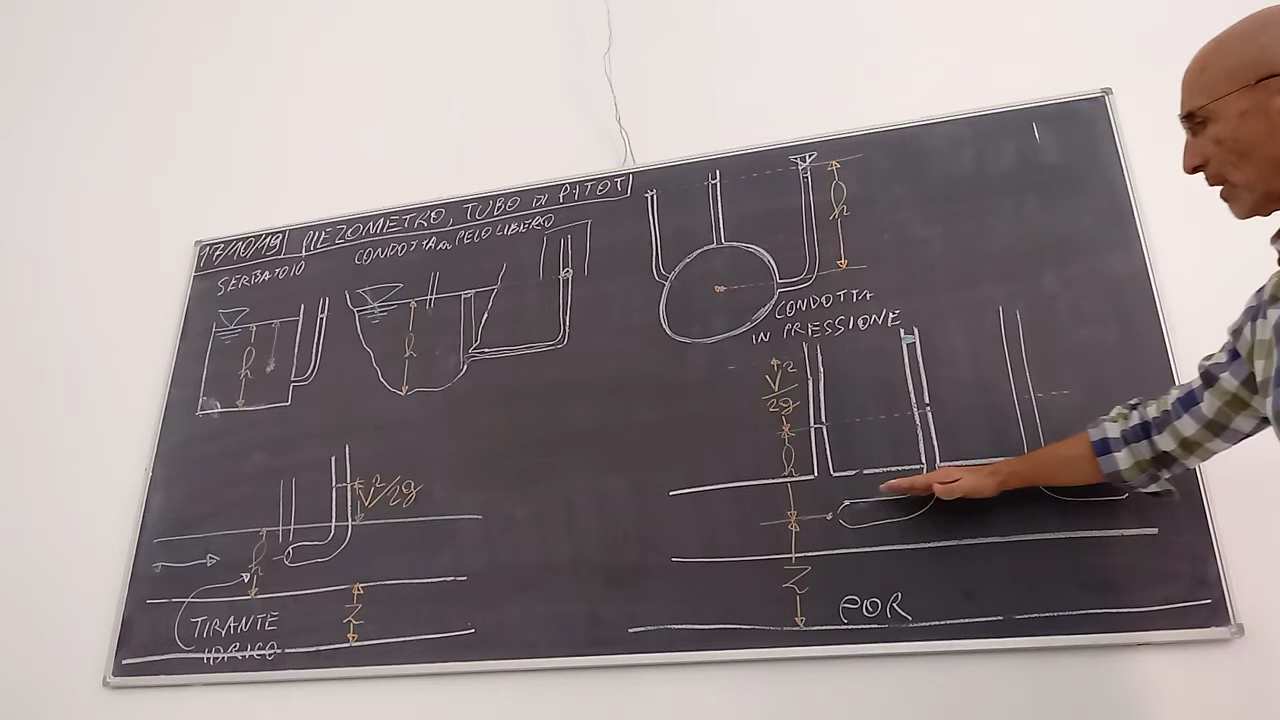 17/10/19 PIEZOMETRO, TUBO DI PITOT
SERBATOIO
CONDOTTA A PELO LIBERO
h
h
h
CONDOTTA
IN PRESSIONE
V²/2g
h
Z
POR
V²/2g
h
TIRANTE
IDRICO
Z